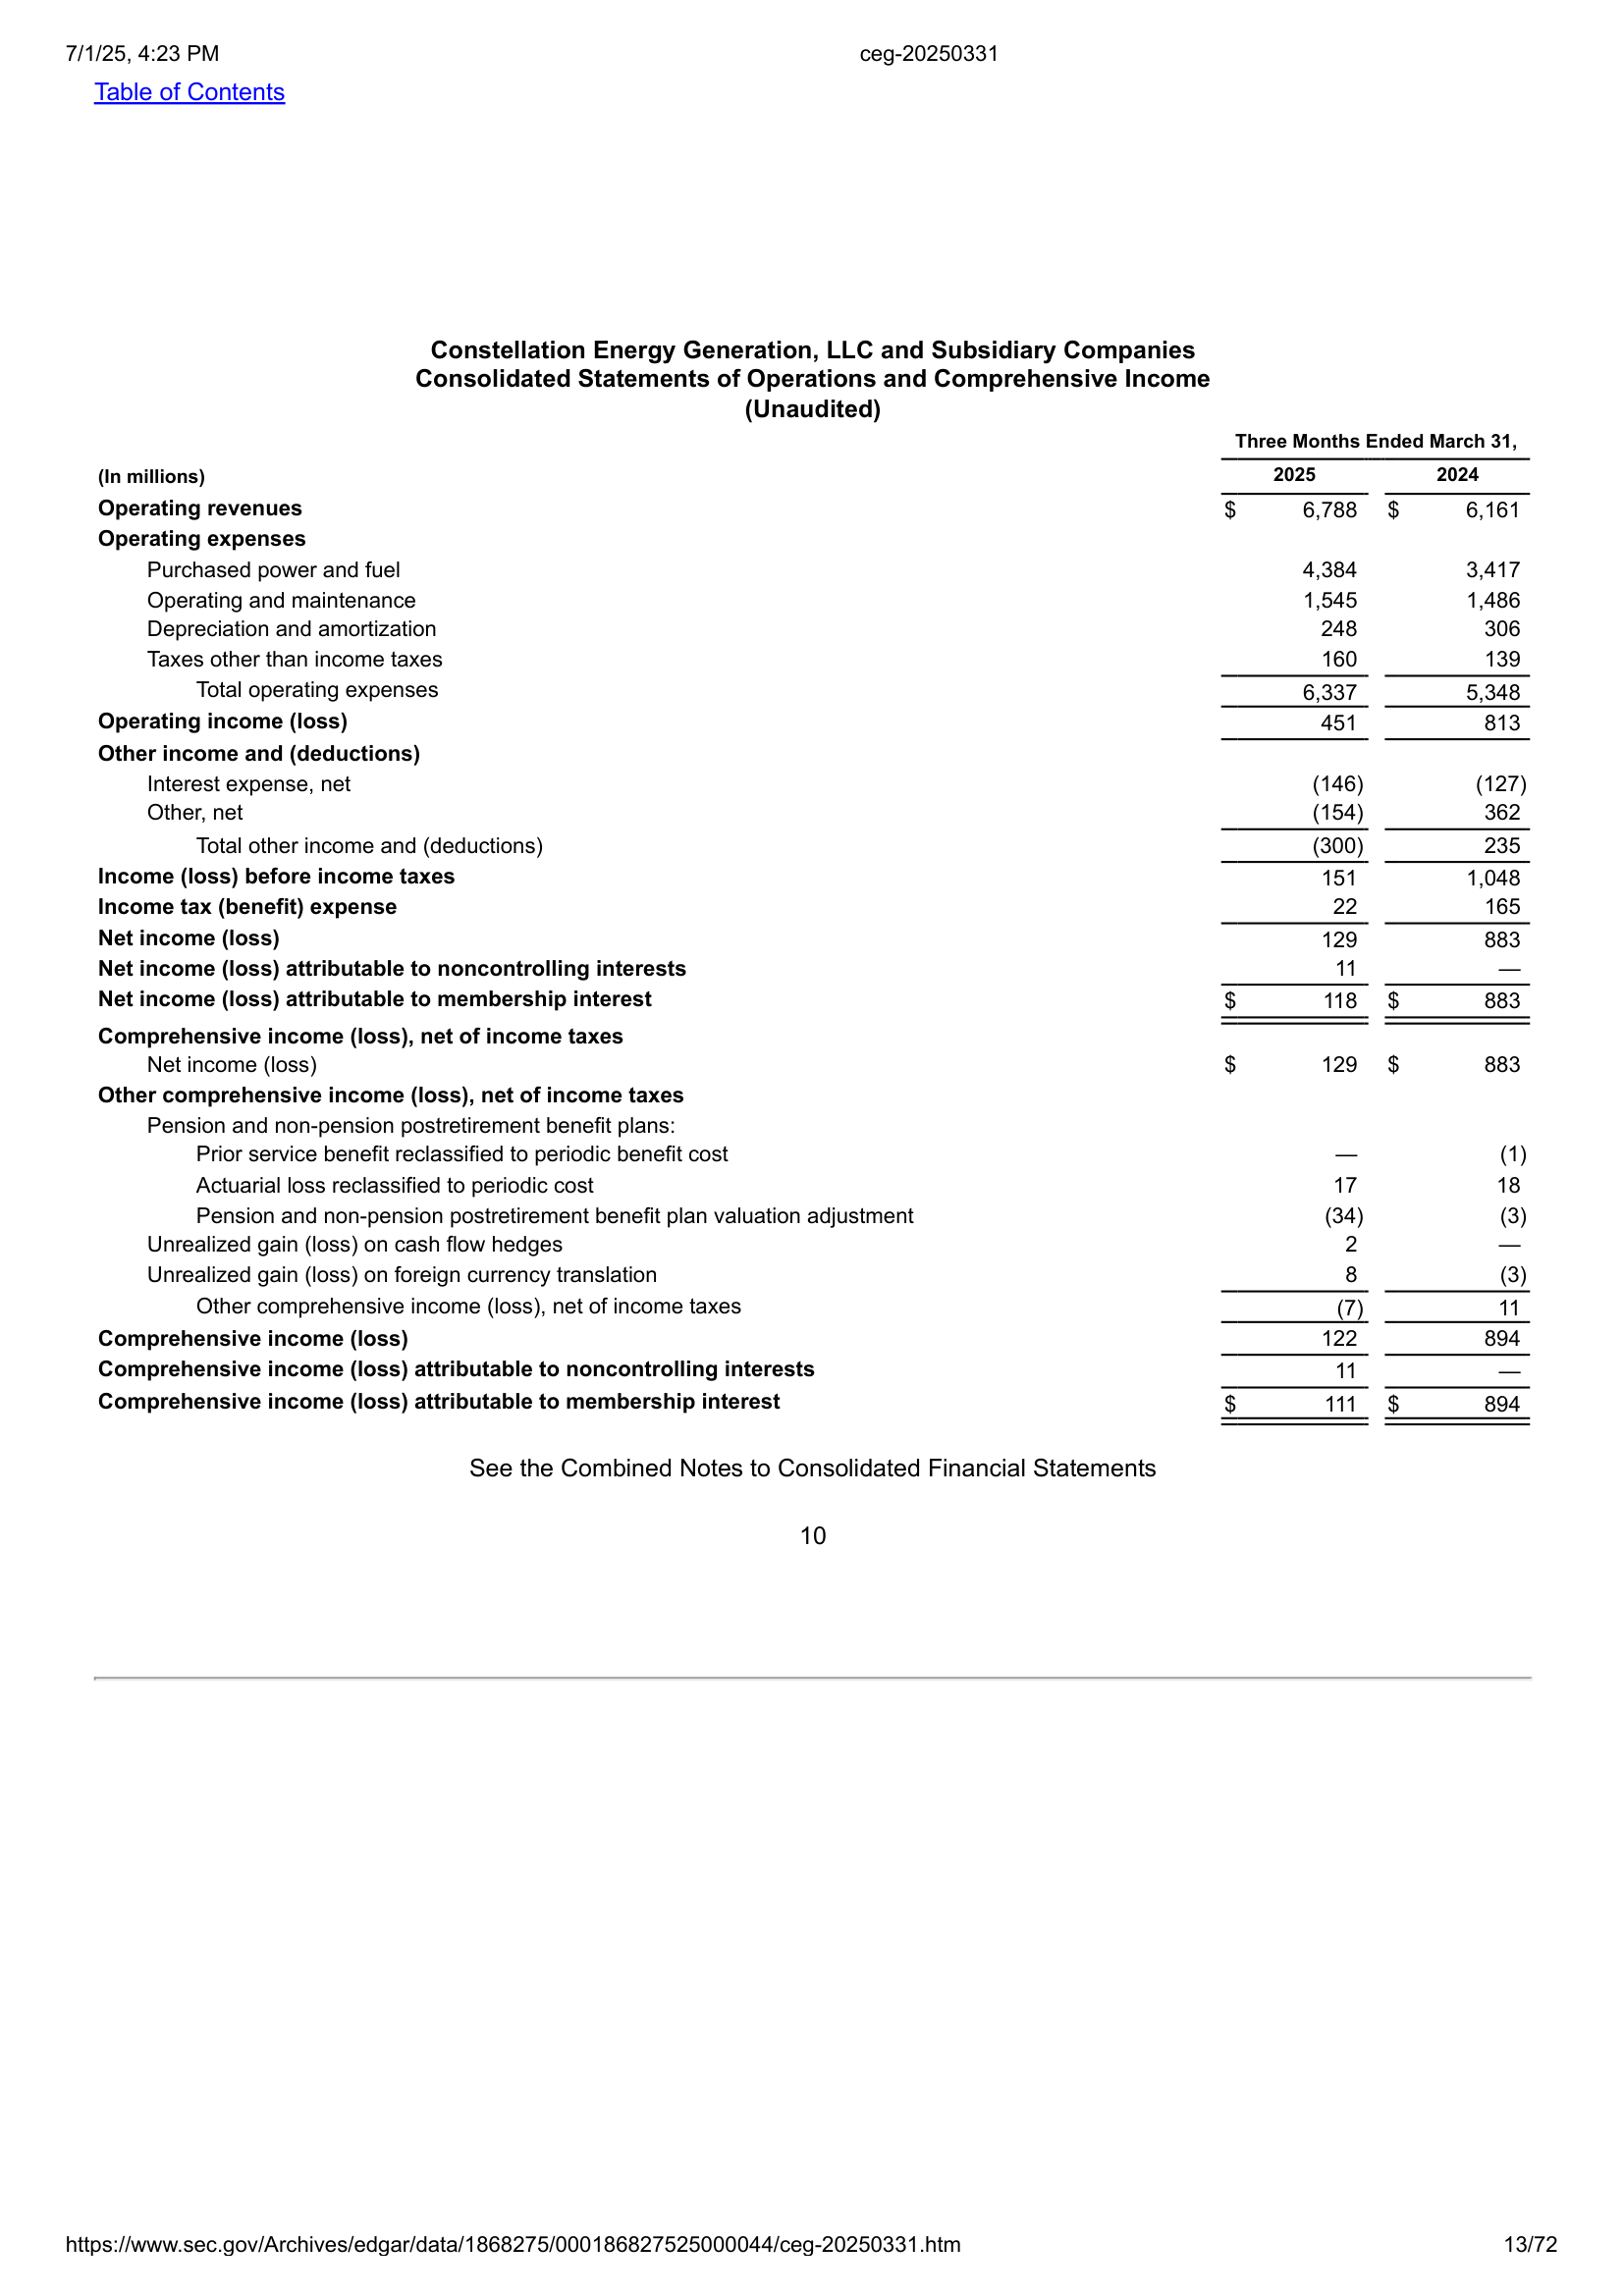 7/1/25, 4:23 PM ceg-20250331
Table of Contents
Constellation Energy Generation, LLC and Subsidiary Companies
Consolidated Statements of Operations and Comprehensive Income
(Unaudited)
Three Months Ended March 31,
(In millions) 2025 2024
Operating revenues $ 6,788 $ 6,161
Operating expenses
Purchased power and fuel 4,384 3,417
Operating and maintenance 1,545 1,486
Depreciation and amortization 248 306
Taxes other than income taxes 160 139
Total operating expenses 6,337 5,348
Operating income (loss) 451 813
Other income and (deductions)
Interest expense, net (146) (127)
Other, net (154) 362
Total other income and (deductions) (300) 235
Income (loss) before income taxes 151 1,048
Income tax (benefit) expense 22 165
Net income (loss) 129 883
Net income (loss) attributable to noncontrolling interests 11 —
Net income (loss) attributable to membership interest $ 118 $ 883
Comprehensive income (loss), net of income taxes
Net income (loss) $ 129 $ 883
Other comprehensive income (loss), net of income taxes
Pension and non-pension postretirement benefit plans:
Prior service benefit reclassified to periodic benefit cost — (1)
Actuarial loss reclassified to periodic cost 17 18
Pension and non-pension postretirement benefit plan valuation adjustment (34) (3)
Unrealized gain (loss) on cash flow hedges 2 —
Unrealized gain (loss) on foreign currency translation 8 (3)
Other comprehensive income (loss), net of income taxes (7) 11
Comprehensive income (loss) 122 894
Comprehensive income (loss) attributable to noncontrolling interests 11 —
Comprehensive income (loss) attributable to membership interest $ 111 $ 894
See the Combined Notes to Consolidated Financial Statements
10
https://www.sec.gov/Archives/edgar/data/1868275/000186827525000044/ceg-20250331.htm 13/72